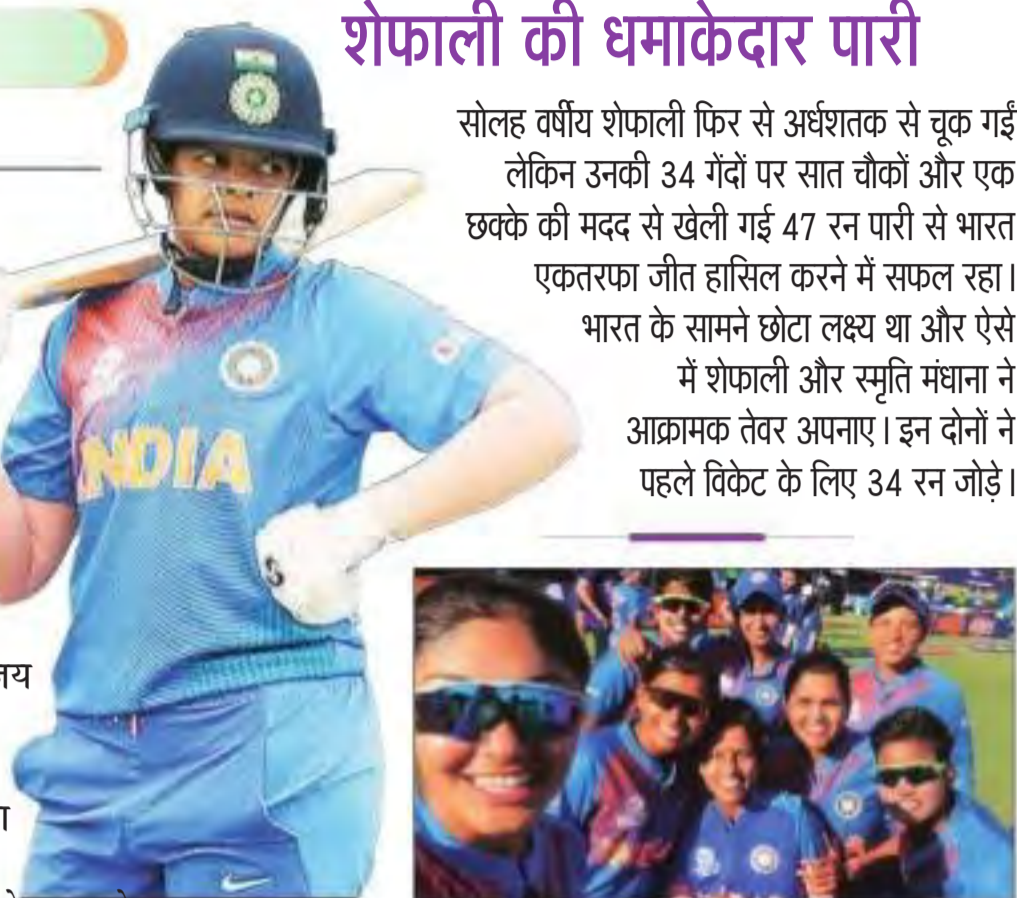 शेफाली की धमाकेदार पारी
सोलह वर्षीय शेफाली फिर से अर्धशतक से चूक गईं
लेकिन उनकी 34 गेंदों पर सात चौकों और एक
छक्के की मदद से खेली गई 47 रन पारी से भारत
एकतरफा जीत हासिल करने में सफल रहा।
भारत के सामने छोटा लक्ष्य था और ऐसे
में शेफाली और स्मृति मंधाना ने
आक्रामक तेवर अपनाए। इन दोनों ने
पहले विकेट के लिए 34 रन जोड़े।
INDIA